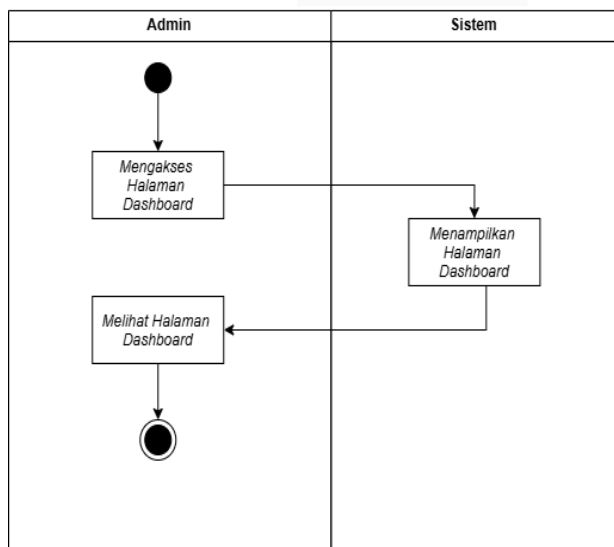 Admin
Sistem
Mengakses
Halaman
Dashboard
Menampilkan
Halaman
Dashboard
Melihat Halaman
Dashboard